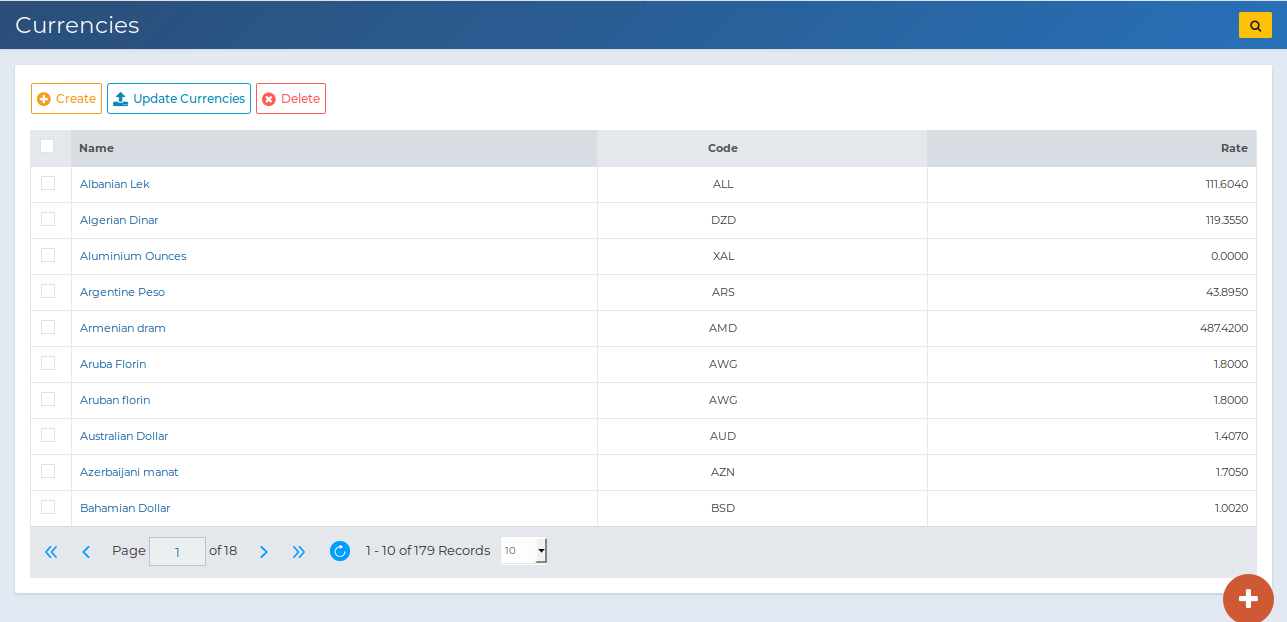 Currencies
Create Update Currencies Delete
Name Code Rate
Albanian Lek ALL 111.6040
Algerian Dinar DZD 119.3550
Aluminium Ounces XAL 0.0000
Argentine Peso ARS 43.8950
Armenian dram AMD 487.4200
Aruba Florin AWG 1.8000
Aruban florin AWG 1.8000
Australian Dollar AUD 1.4070
Azerbaijani manat AZN 1.7050
Bahamian Dollar BSD 1.0020
Page 1 of 18 1 - 10 of 179 Records 10